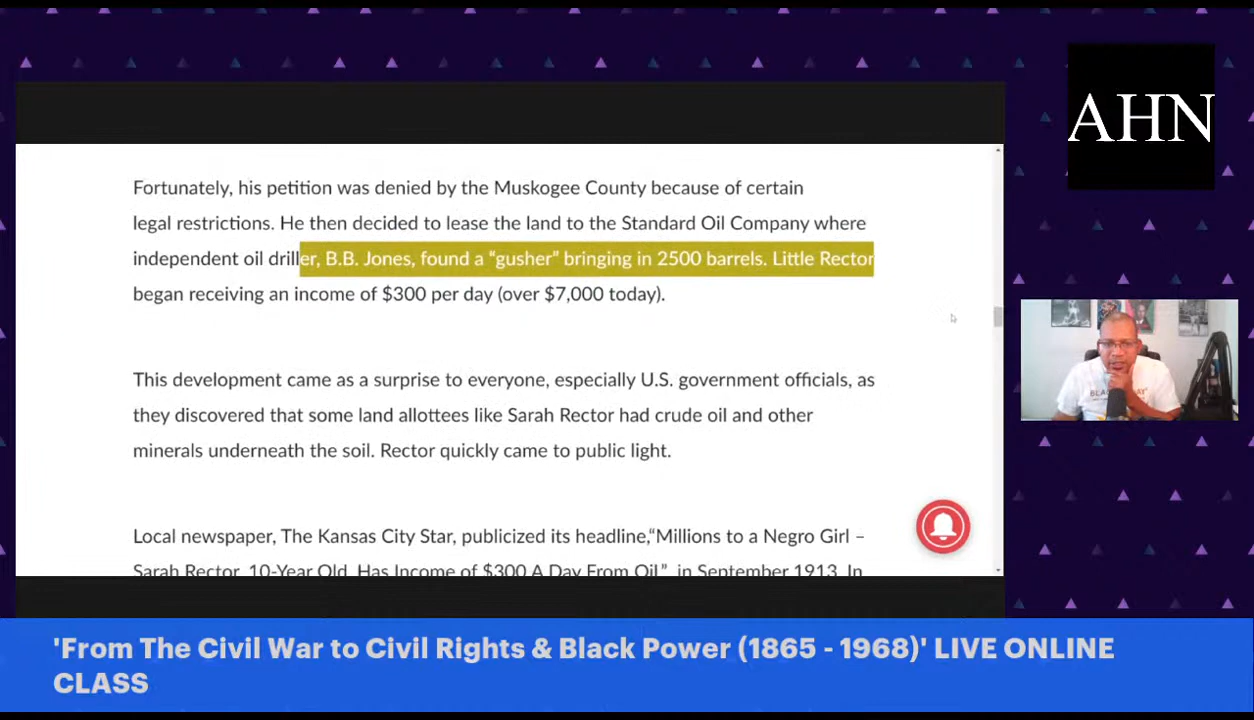 AHN
Fortunately, his petition was denied by the Muskogee County because of certain
legal restrictions. He then decided to lease the land to the Standard Oil Company where
independent oil driller, B.B. Jones, found a “gusher” bringing in 2500 barrels. Little Rector
began receiving an income of $300 per day (over $7,000 today).
This development came as a surprise to everyone, especially U.S. government officials, as
they discovered that some land allottees like Sarah Rector had crude oil and other
minerals underneath the soil. Rector quickly came to public light.
Local newspaper, The Kansas City Star, publicized its headline,“Millions to a Negro Girl –
Sarah Rector, 10-Year Old, Has Income of $300 A Day From Oil,” in September 1913. In
'From The Civil War to Civil Rights & Black Power (1865 - 1968)' LIVE ONLINE
CLASS